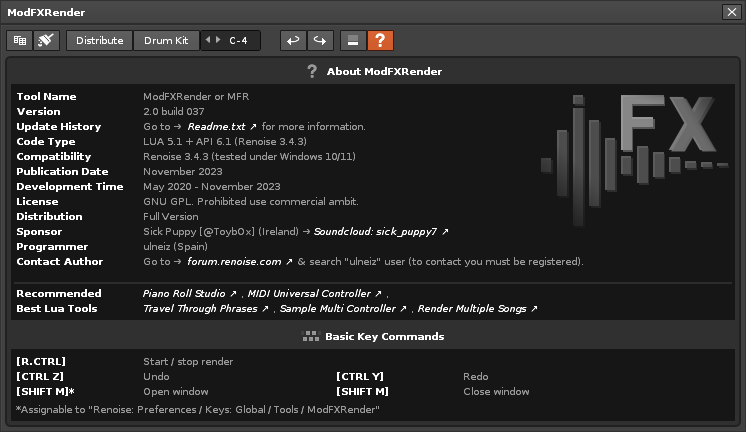 ModFXRender
Distribute Drum Kit C-4 ?
? About ModFXRender
FX
Tool Name ModFXRender or MFR
Version 2.0 build 037
Update History Go to → Readme.txt ↗ for more information.
Code Type LUA 5.1 + API 6.1 (Renoise 3.4.3)
Compatibility Renoise 3.4.3 (tested under Windows 10/11)
Publication Date November 2023
Development Time May 2020 - November 2023
License GNU GPL. Prohibited use commercial ambit.
Distribution Full Version
Sponsor Sick Puppy [@Toyb0x] (Ireland) → Soundcloud: sick_puppy7 ↗
Programmer ulneiz (Spain)
Contact Author Go to → forum.renoise.com ↗ & search "ulneiz" user (to contact you must be registered).
Recommended Piano Roll Studio ↗ , MIDI Universal Controller ↗ ,
Best Lua Tools Travel Through Phrases ↗ , Sample Multi Controller ↗ , Render Multiple Songs ↗
Basic Key Commands
[R.CTRL] Start / stop render
[CTRL Z] Undo [CTRL Y] Redo
[SHIFT M]* Open window [SHIFT M] Close window
*Assignable to "Renoise: Preferences / Keys: Global / Tools / ModFXRender"